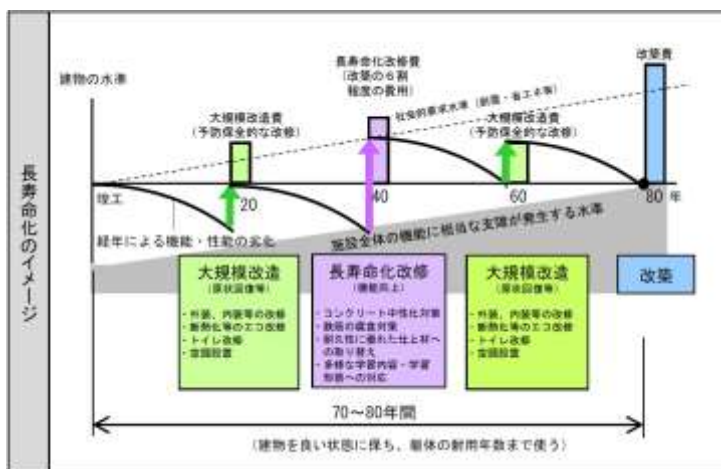 長寿命化のイメージ
建物の水準
長寿命化改修費
(改築の6割
程度の費用)
改築費
社会的要求水準(耐震・省エネ等)
大規模改造費
(予防保全的な改修)
大規模改造費
(予防保全的な改修)
竣工
20
40
60
80 年
経年による機能・性能の劣化
施設全体の機能に相当な支障が発生する水準
大規模改造
(原状回復等)
・外装、内装等の改修
・断熱化等のエコ改修
・トイレ改修
・空調設置
長寿命化改修
(機能向上)
・コンクリート中性化対策
・鉄筋の腐食対策
・耐久性に優れた仕上材へ
の取り替え
・多様な学習内容・学習
形態への対応
大規模改造
(原状回復等)
・外装、内装等の改修
・断熱化等のエコ改修
・トイレ改修
・空調設置
改築
70~80年間
(建物を良い状態に保ち、躯体の耐用年数まで使う)